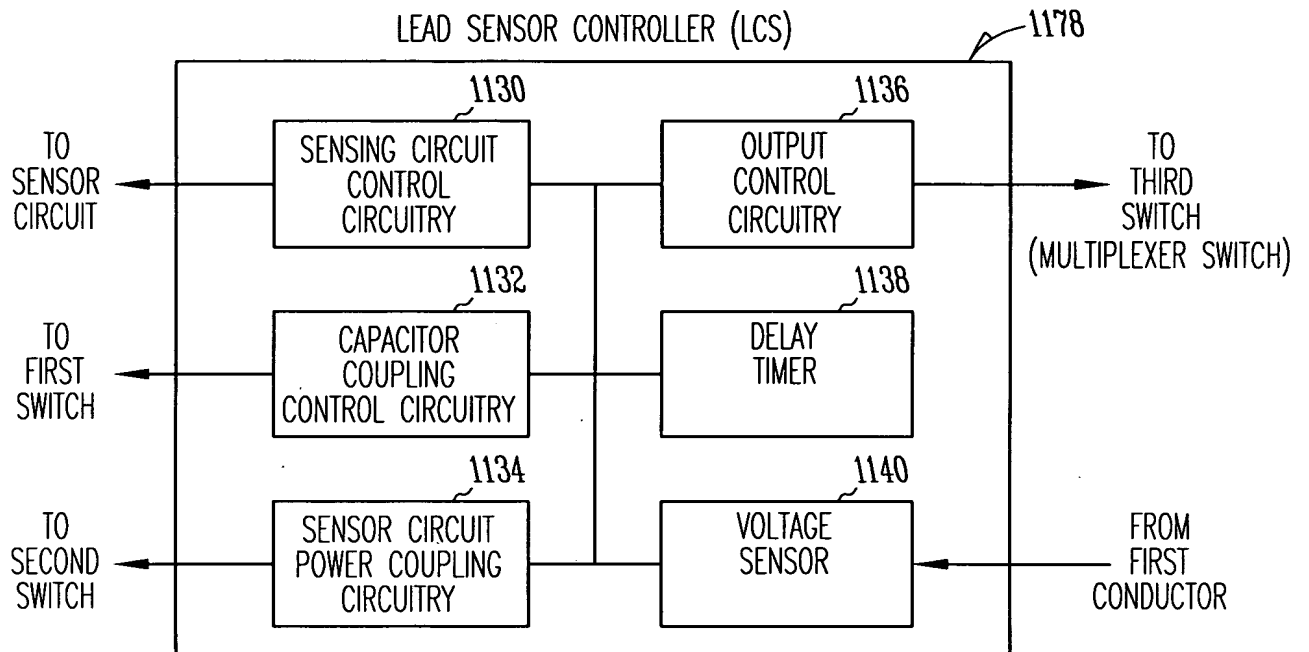 LEAD SENSOR CONTROLLER (LCS)
1178
1130
1136
TO
SENSOR
CIRCUIT
SENSING CIRCUIT
CONTROL
CIRCUITRY
OUTPUT
CONTROL
CIRCUITRY
TO
THIRD
SWITCH
(MULTIPLEXER SWITCH)
1132
1138
TO
FIRST
SWITCH
CAPACITOR
COUPLING
CONTROL CIRCUITRY
DELAY
TIMER
1134
1140
TO
SECOND
SWITCH
SENSOR CIRCUIT
POWER COUPLING
CIRCUITRY
VOLTAGE
SENSOR
FROM
FIRST
CONDUCTOR